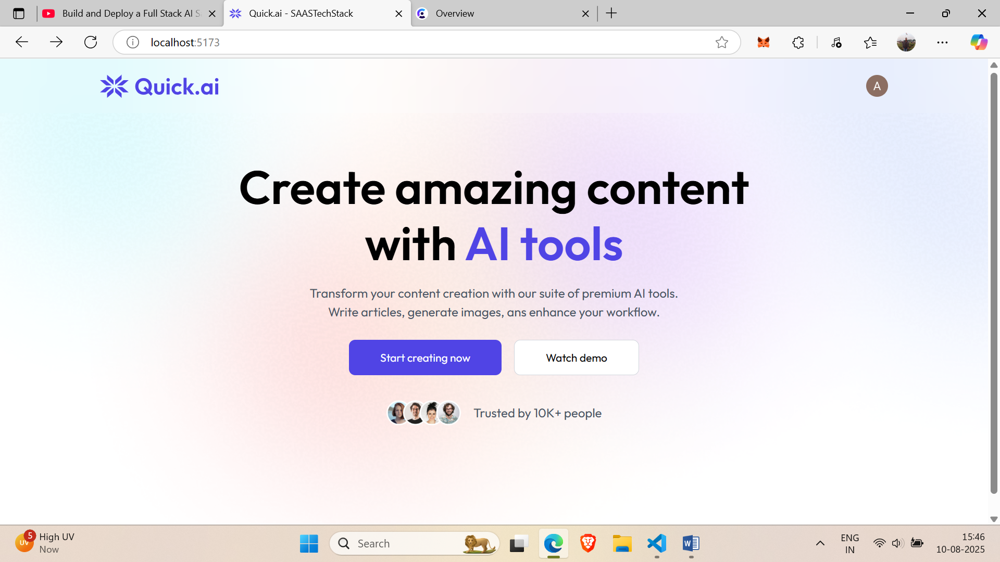 Build and Deploy a Full Stack AI S
Quick.ai - SAASTechStack
Overview
localhost:5173
Quick.ai
A
Create amazing content
with AI tools
Transform your content creation with our suite of premium AI tools.
Write articles, generate images, ans enhance your workflow.
Start creating now
Watch demo
Trusted by 10K+ people
5
UV
High UV
Now
Search
W
ENG
IN
15:46
10-08-2025